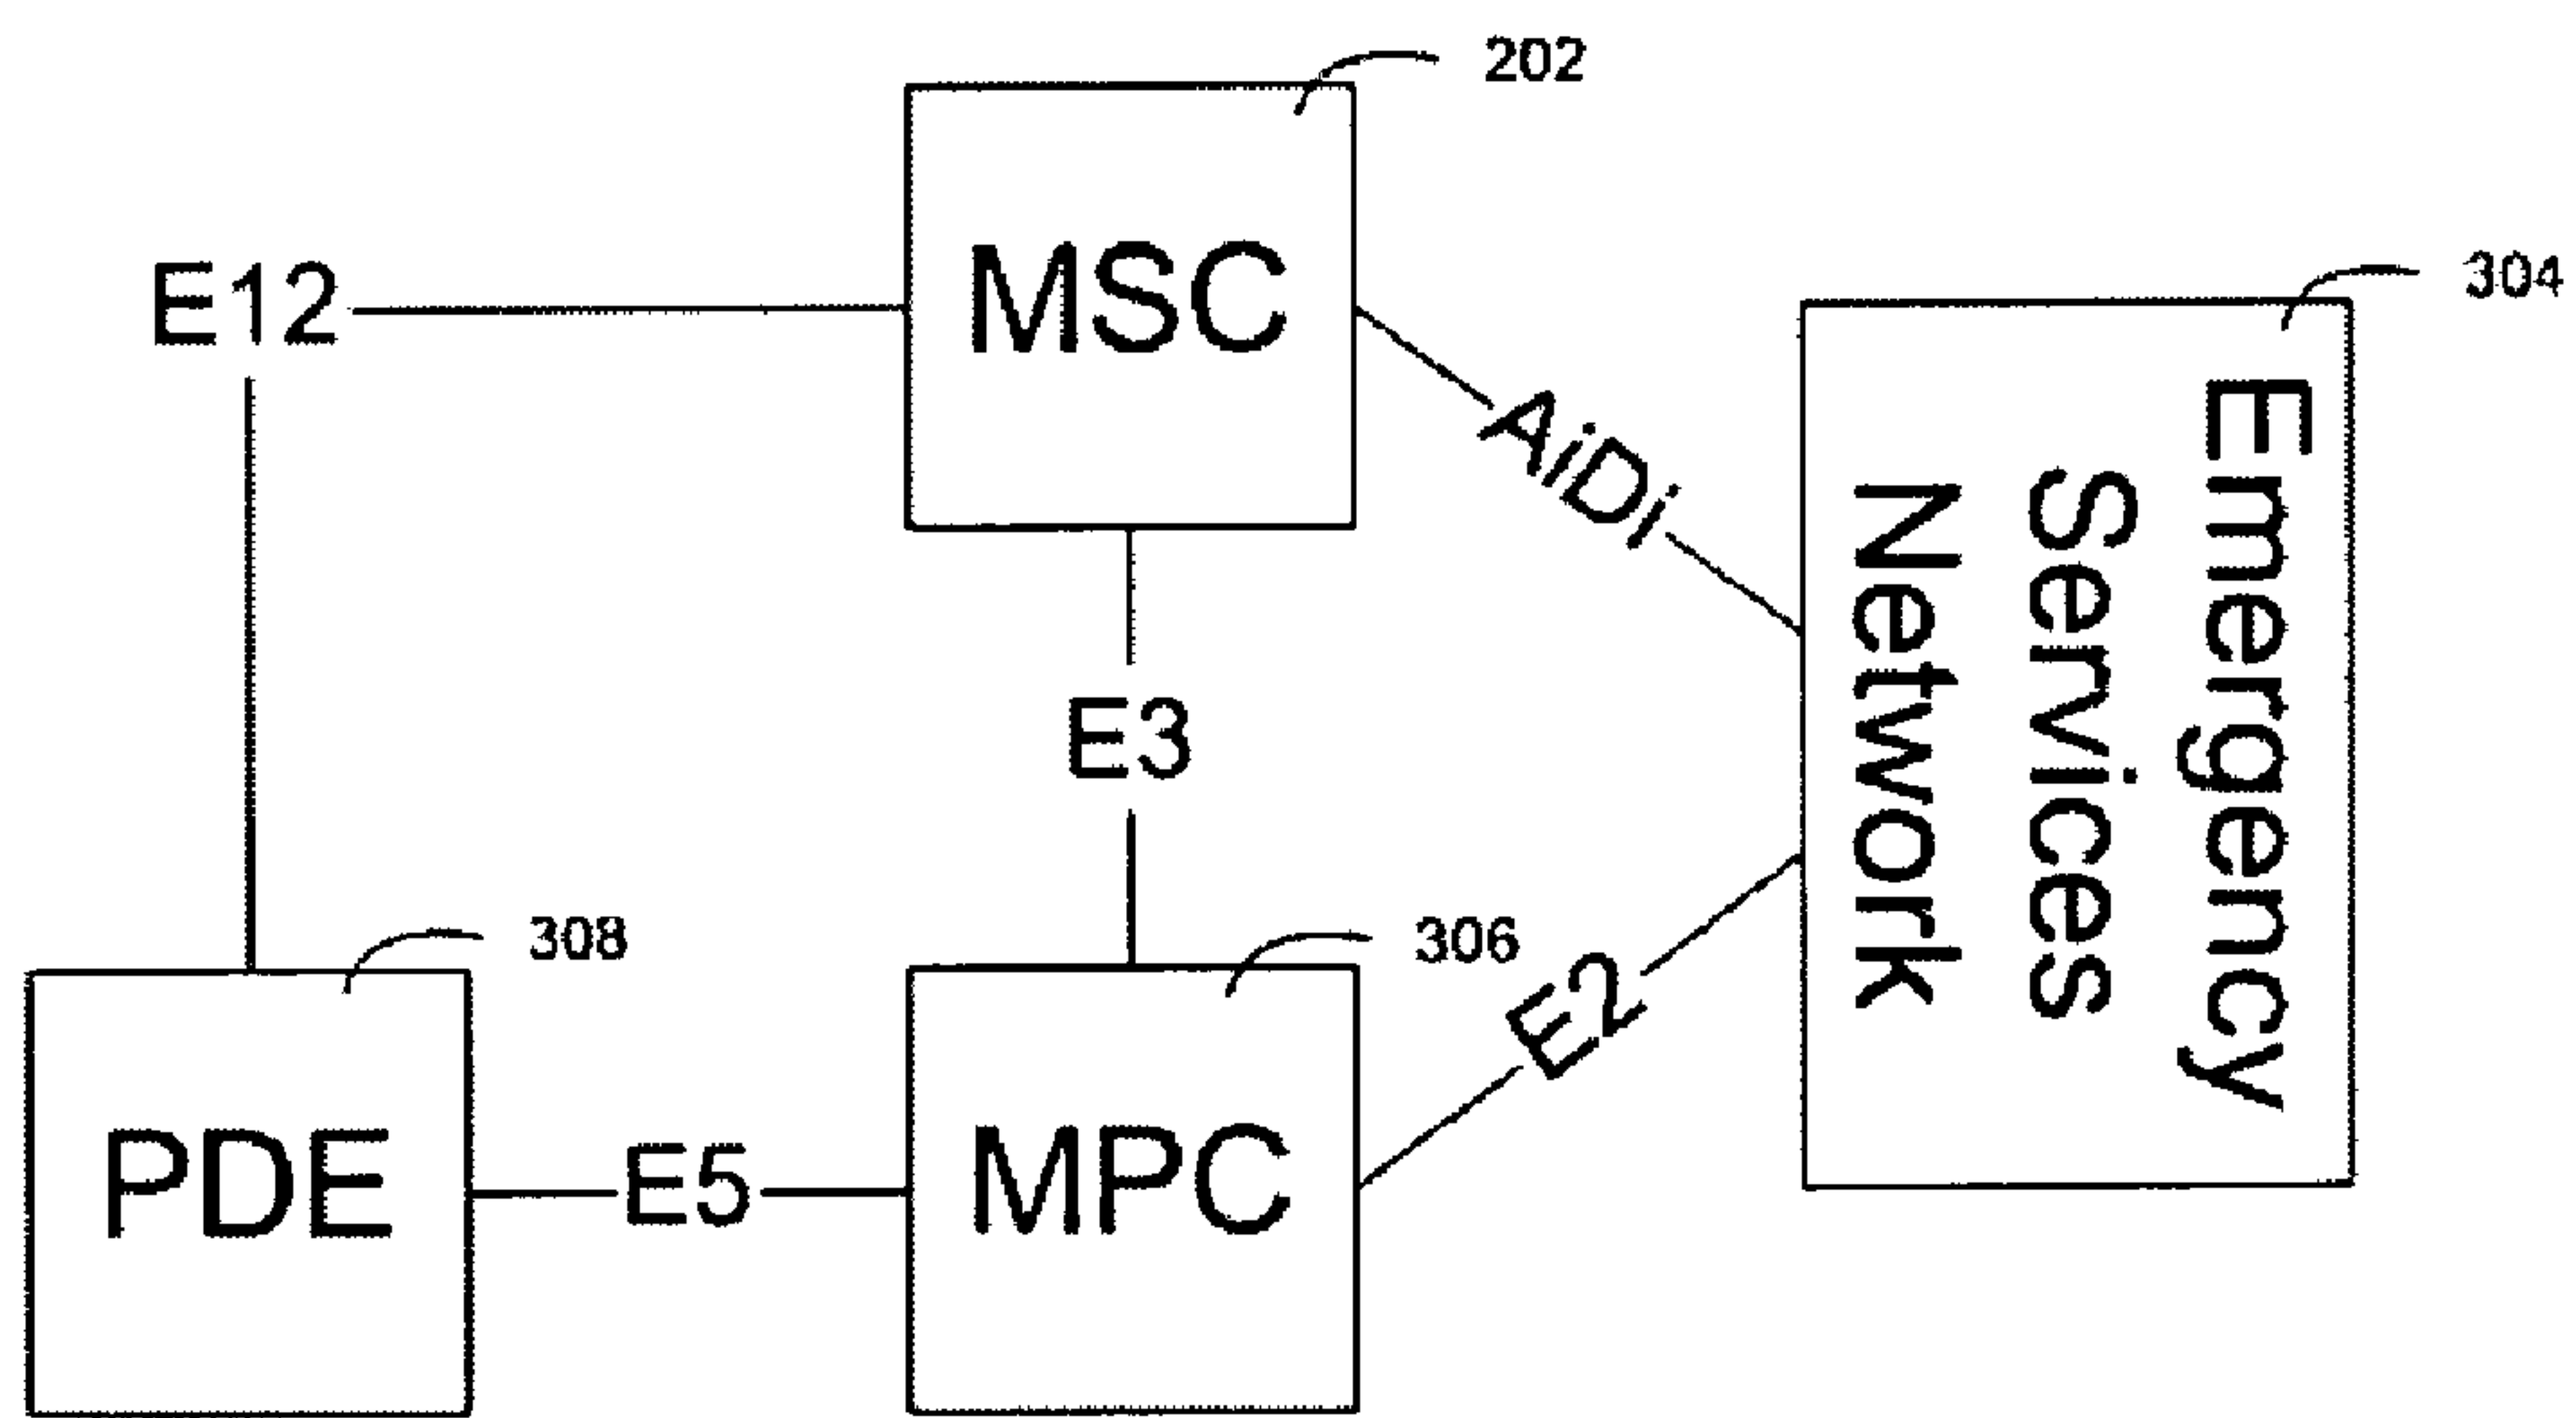 202
MSC
E12
304
AiDi
Emergency
Services
Network
E3
308
306
E2
PDE
E5
MPC